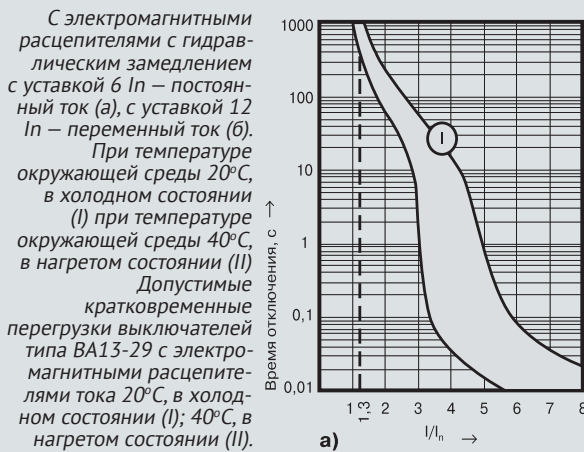 С электромагнитными
расцепителями с гидрав-
лическим замедлением
с уставкой 6 In – постоян-
ный ток (а), с уставкой 12
In – переменный ток (б).
При температуре
окружающей среды 20°С,
в холодном состоянии
(I) при температуре
окружающей среды 40°С,
в нагретом состоянии (II)
Допустимые
кратковременные
перегрузки выключателей
типа ВА13-29 с электро-
магнитными расцепите-
лями тока 20°С, в холод-
ном состоянии (I); 40°С, в
нагретом состоянии (II).
Время отключения, с →
1000
100
10
1
0,1
0,01
I
1 1,3 2 3 4 5 6 7 8
а) I/Iₙ →